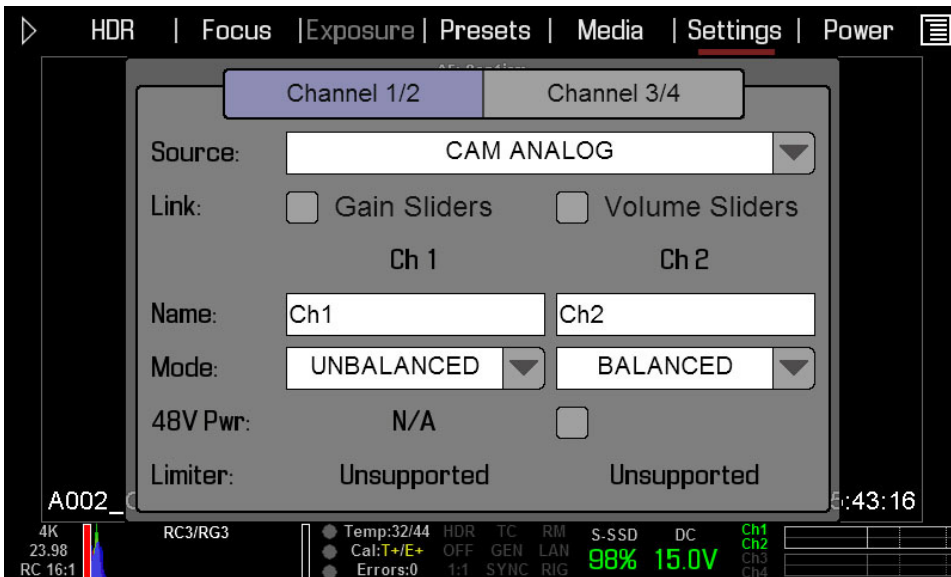 HDR | Focus | Exposure | Presets | Media | Settings | Power
Channel 1/2 Channel 3/4
Source: CAM ANALOG
Link: Gain Sliders Volume Sliders
Ch 1 Ch 2
Name: Ch1 Ch2
Mode: UNBALANCED BALANCED
48V Pwr: N/A
Limiter: Unsupported Unsupported
A002_ :43:16
4K RC3/RG3 Temp:32/44 HDR TC RM S-SSD DC Ch1
23.98 Cal:T+/E+ OFF GEN LAN 98% 15.0V Ch2
RC 16:1 Errors:0 1:1 SYNC RIG Ch3
Ch4